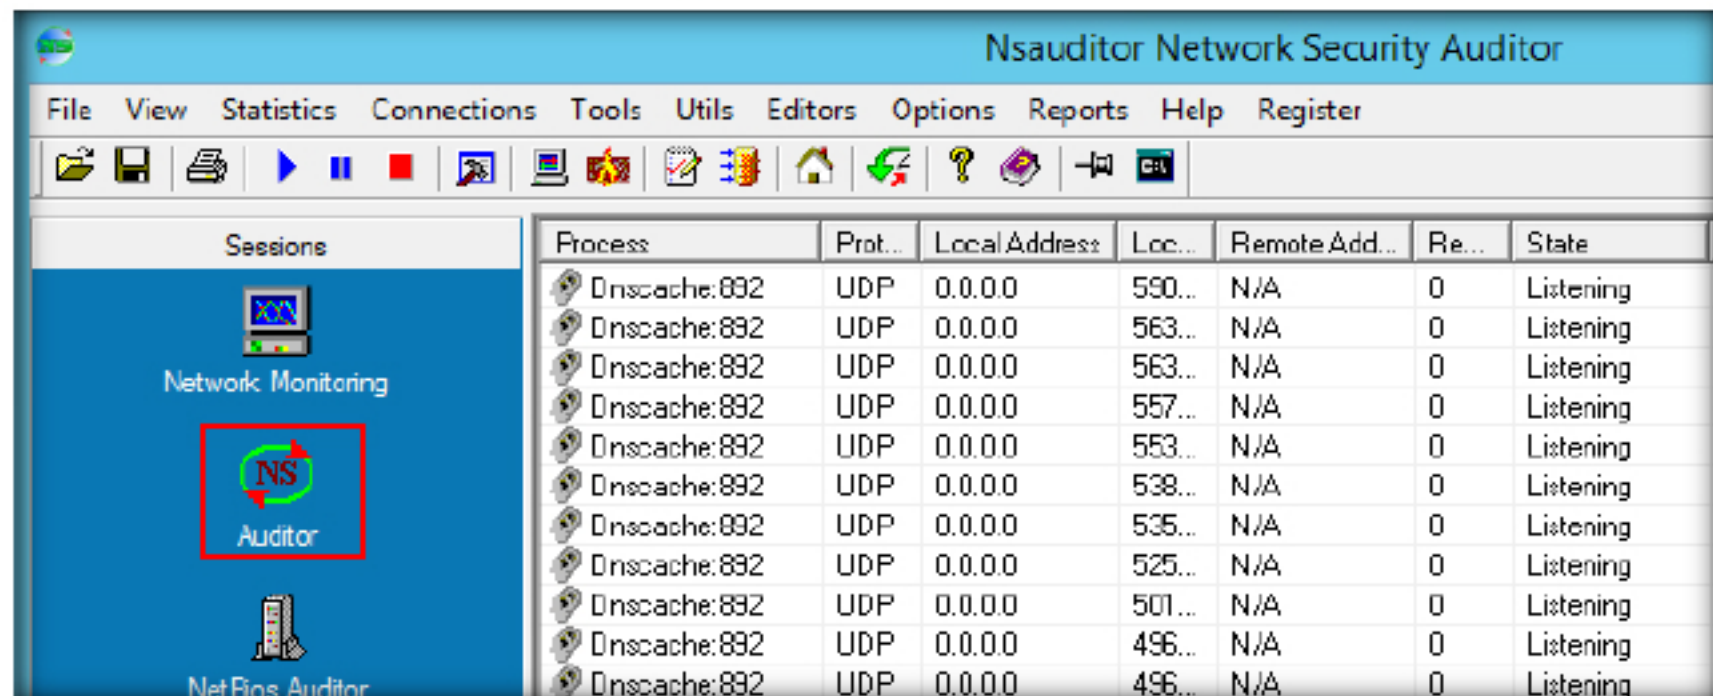 Nsauditor Network Security Auditor
File View Statistics Connections Tools Utils Editors Options Reports Help Register
Sessions
Network Monitoring
NS
Auditor
NetBios Auditor
Process Prot... Local Address Loc... Remote Add... Re... State
Dnscache:892 UDP 0.0.0.0 590... N/A 0 Listening
Dnscache:892 UDP 0.0.0.0 563... N/A 0 Listening
Dnscache:892 UDP 0.0.0.0 563... N/A 0 Listening
Dnscache:892 UDP 0.0.0.0 557... N/A 0 Listening
Dnscache:892 UDP 0.0.0.0 553... N/A 0 Listening
Dnscache:892 UDP 0.0.0.0 538... N/A 0 Listening
Dnscache:892 UDP 0.0.0.0 535... N/A 0 Listening
Dnscache:892 UDP 0.0.0.0 525... N/A 0 Listening
Dnscache:892 UDP 0.0.0.0 501... N/A 0 Listening
Dnscache:892 UDP 0.0.0.0 496... N/A 0 Listening
Dnscache:892 UDP 0.0.0.0 496... N/A 0 Listening